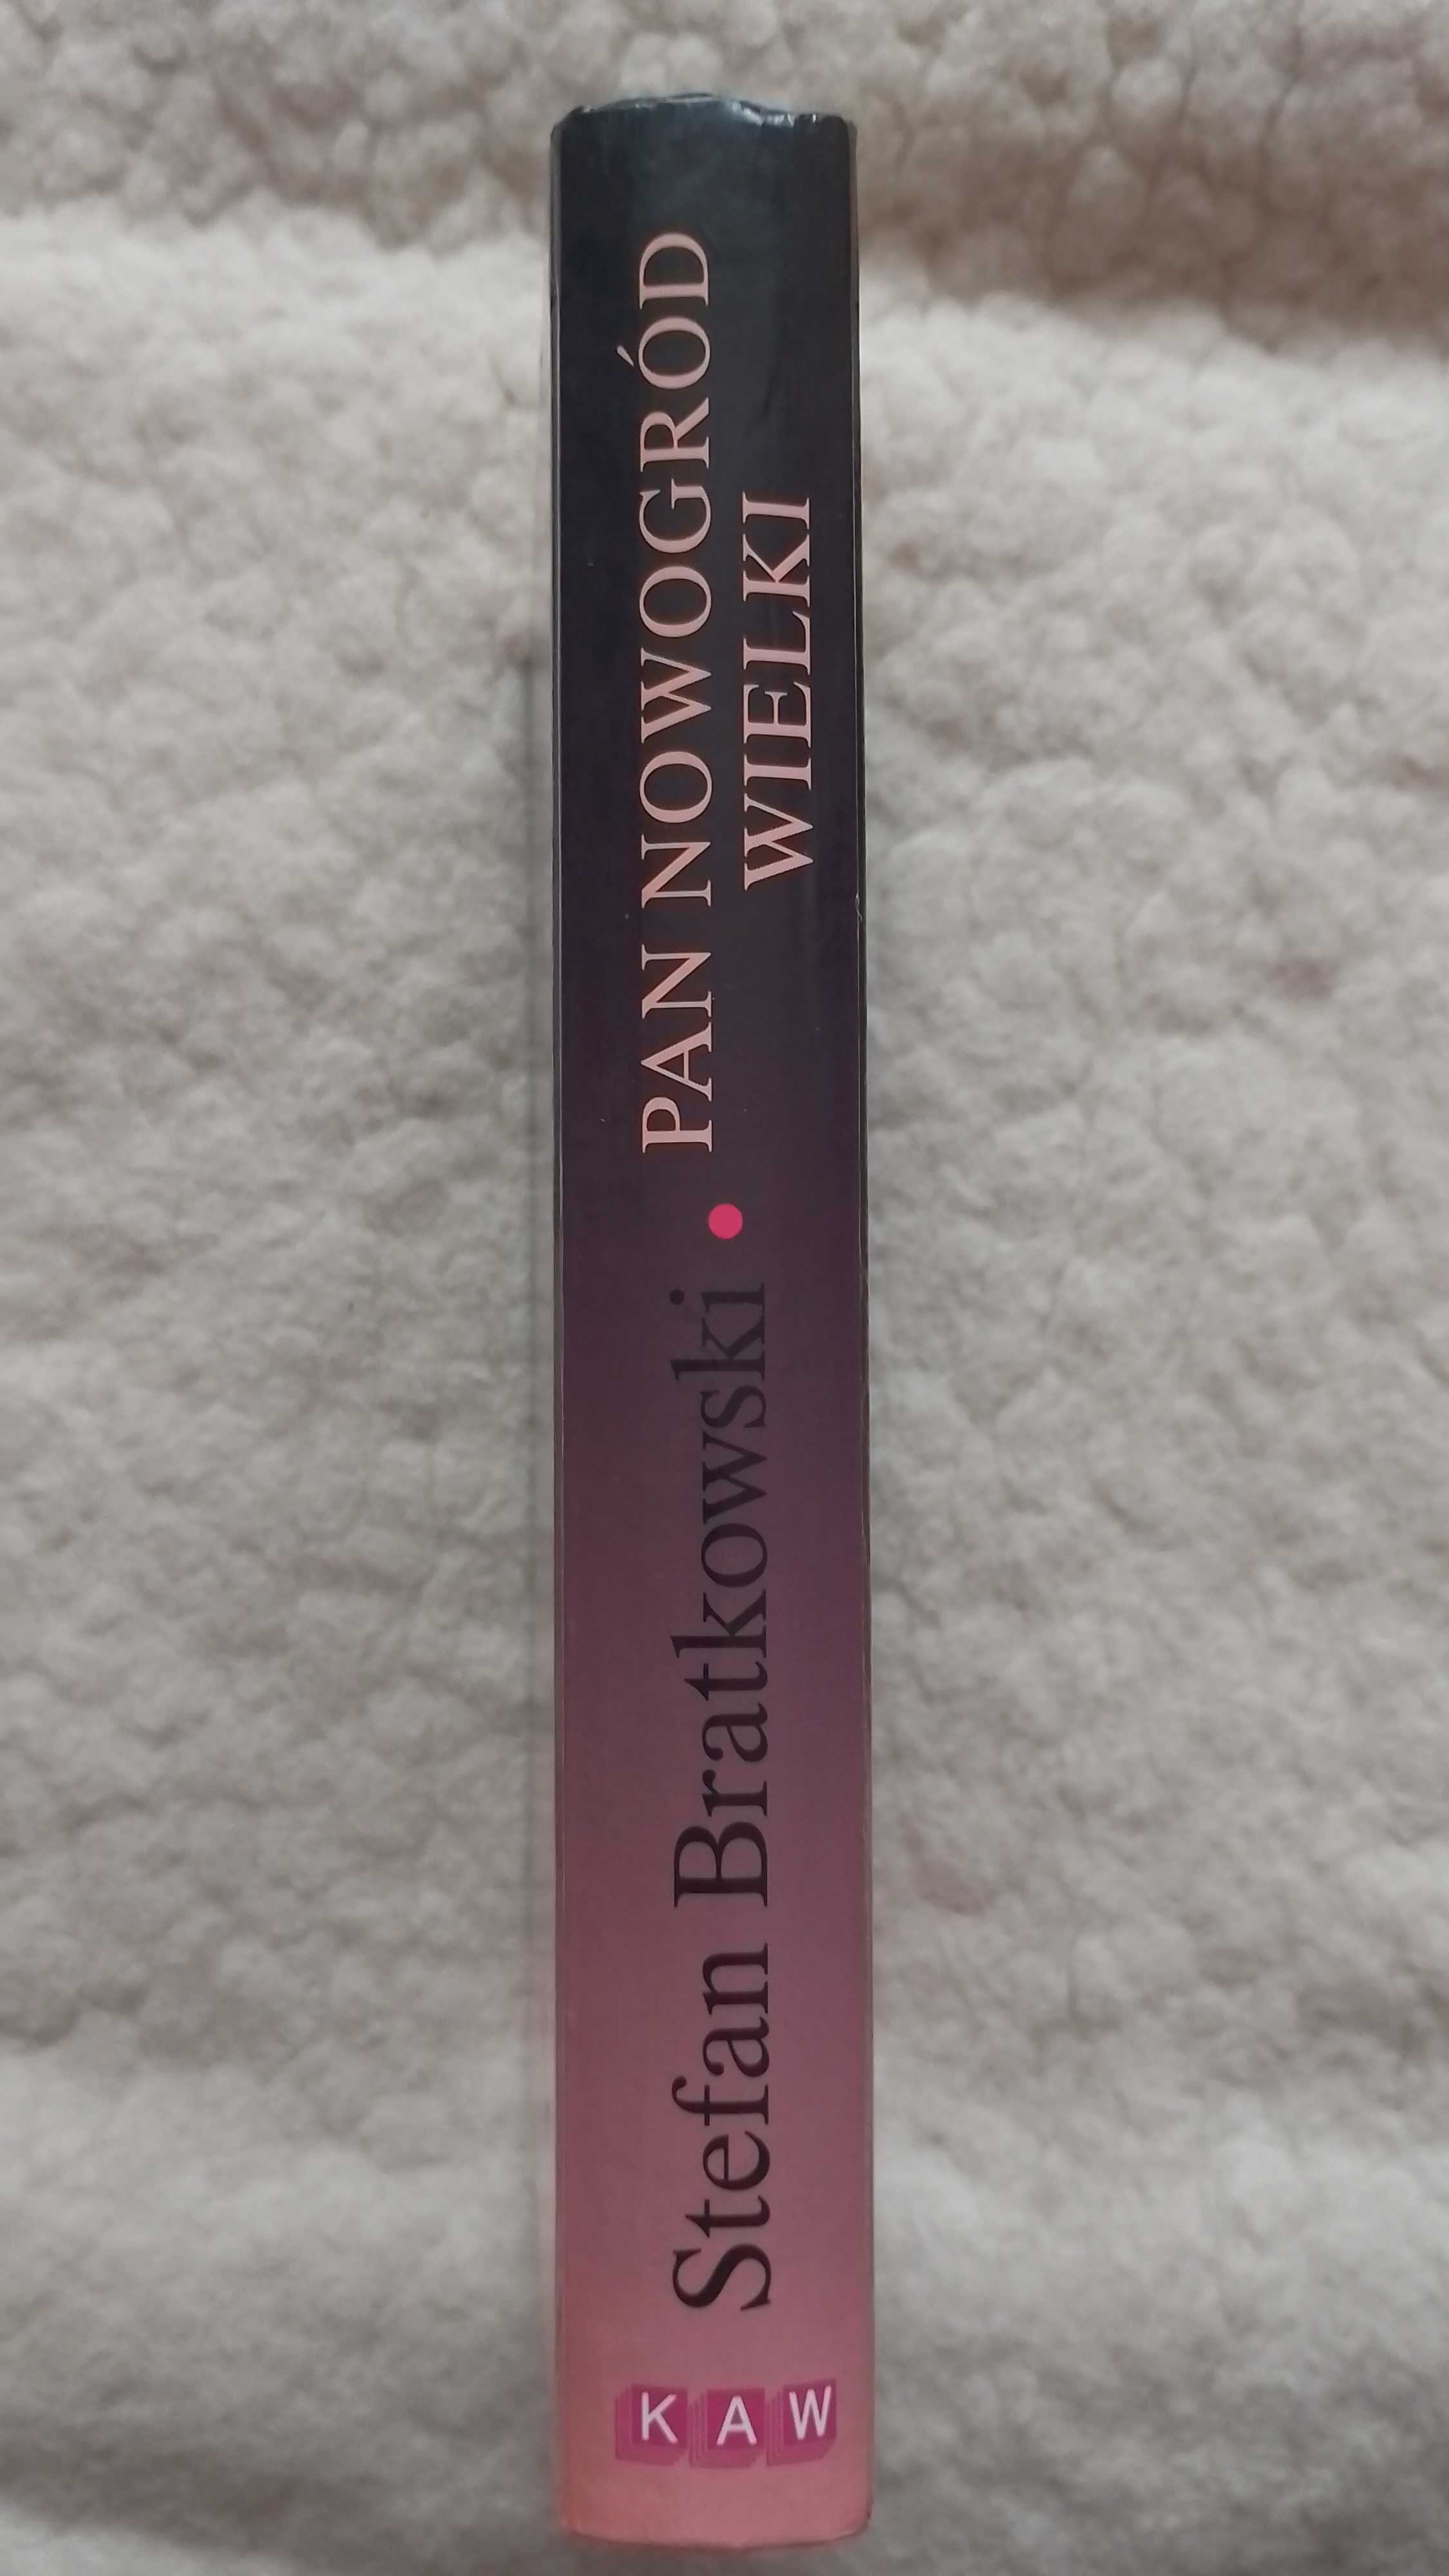 Stefan Bratkowski • PAN NOWOGRÓD
WIELKI
KAW